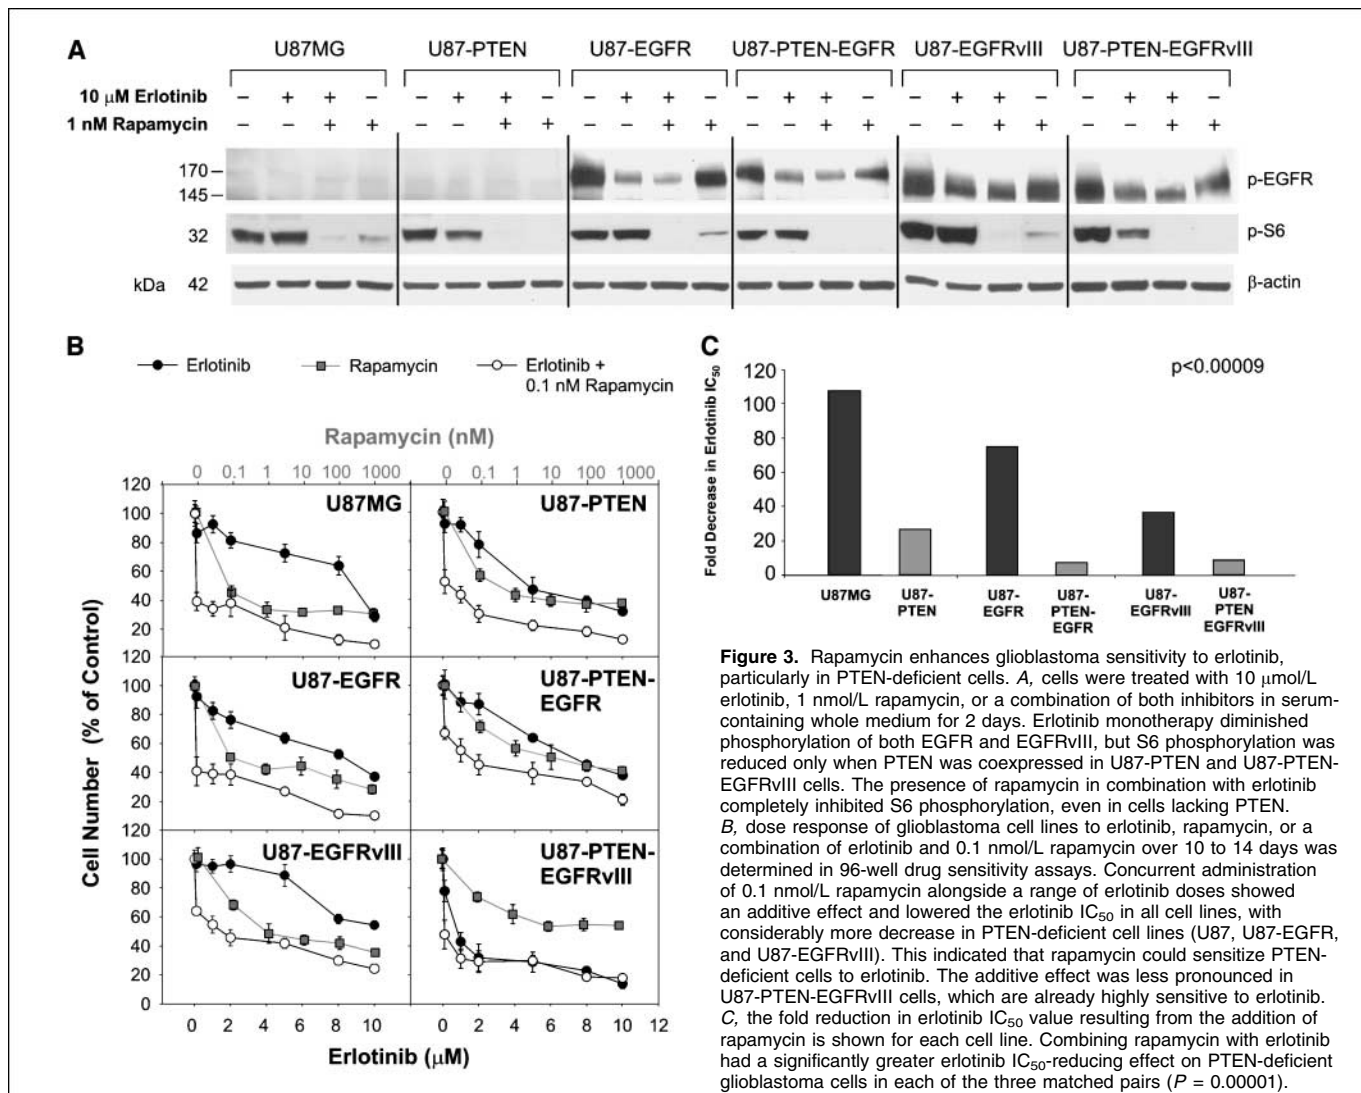 A
U87MG U87-PTEN U87-EGFR U87-PTEN-EGFR U87-EGFRvIII U87-PTEN-EGFRvIII
10 μM Erlotinib – + + – – + + – – + + – – + + – – + + – – + + –
1 nM Rapamycin – – + + – – + + – – + + – – + + – – + + – – + +
170
145
p-EGFR
32 p-S6
kDa 42 β-actin
B
Erlotinib Rapamycin Erlotinib +
0.1 nM Rapamycin
Rapamycin (nM)
0 0.1 1 10 100 1000 0 0.1 1 10 100 1000
120
100
80
60
40
20
U87MG U87-PTEN
120
100
80
60
40
20
U87-EGFR U87-PTEN-
EGFR
120
100
80
60
40
20
0
U87-EGFRvIII U87-PTEN-
EGFRvIII
Cell Number (% of Control)
0 2 4 6 8 10 0 2 4 6 8 10 12
Erlotinib (μM)
C
p<0.00009
Fold Decrease in Erlotinib IC50
120
100
80
60
40
20
0
U87MG U87- U87- U87- U87- U87-
PTEN EGFR PTEN- EGFRvIII PTEN
EGFR EGFRvIII
Figure 3. Rapamycin enhances glioblastoma sensitivity to erlotinib,
particularly in PTEN-deficient cells. A, cells were treated with 10 μmol/L
erlotinib, 1 nmol/L rapamycin, or a combination of both inhibitors in serum-
containing whole medium for 2 days. Erlotinib monotherapy diminished
phosphorylation of both EGFR and EGFRvIII, but S6 phosphorylation was
reduced only when PTEN was coexpressed in U87-PTEN and U87-PTEN-
EGFRvIII cells. The presence of rapamycin in combination with erlotinib
completely inhibited S6 phosphorylation, even in cells lacking PTEN.
B, dose response of glioblastoma cell lines to erlotinib, rapamycin, or a
combination of erlotinib and 0.1 nmol/L rapamycin over 10 to 14 days was
determined in 96-well drug sensitivity assays. Concurrent administration
of 0.1 nmol/L rapamycin alongside a range of erlotinib doses showed
an additive effect and lowered the erlotinib IC50 in all cell lines, with
considerably more decrease in PTEN-deficient cell lines (U87, U87-EGFR,
and U87-EGFRvIII). This indicated that rapamycin could sensitize PTEN-
deficient cells to erlotinib. The additive effect was less pronounced in
U87-PTEN-EGFRvIII cells, which are already highly sensitive to erlotinib.
C, the fold reduction in erlotinib IC50 value resulting from the addition of
rapamycin is shown for each cell line. Combining rapamycin with erlotinib
had a significantly greater erlotinib IC50-reducing effect on PTEN-deficient
glioblastoma cells in each of the three matched pairs (P = 0.00001).